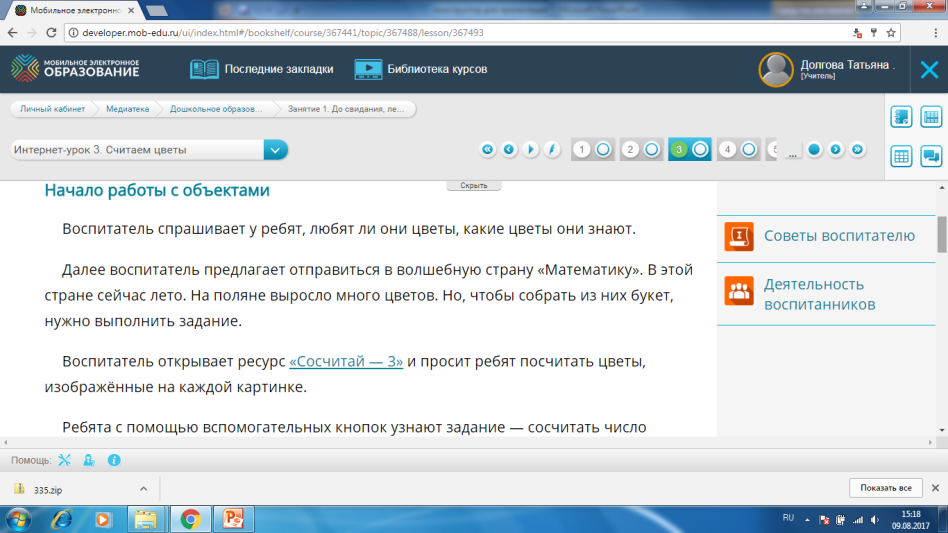 Мобильное электронно
developer.mob-edu.ru/ui/index.html#/bookshelf/course/367441/topic/367488/lesson/367493
МОБИЛЬНОЕ ЭЛЕКТРОННОЕ
ОБРАЗОВАНИЕ
Последние закладки
Библиотека курсов
Долгова Татьяна .
[Учитель]
Личный кабинет
Медиатека
Дошкольное образов...
Занятие 1. До свидания, ле...
Интернет-урок 3. Считаем цветы
1 2 3 4 5 ...
Скрыть
Начало работы с объектами
Воспитатель спрашивает у ребят, любят ли они цветы, какие цветы они знают.
Далее воспитатель предлагает отправиться в волшебную страну «Математику». В этой
стране сейчас лето. На поляне выросло много цветов. Но, чтобы собрать из них букет,
нужно выполнить задание.
Воспитатель открывает ресурс «Сосчитай — 3» и просит ребят посчитать цветы,
изображённые на каждой картинке.
Ребята с помощью вспомогательных кнопок узнают задание — сосчитать число
Советы воспитателю
Деятельность
воспитанников
Помощь:
335.zip
Показать все
RU
15:18
09.08.2017